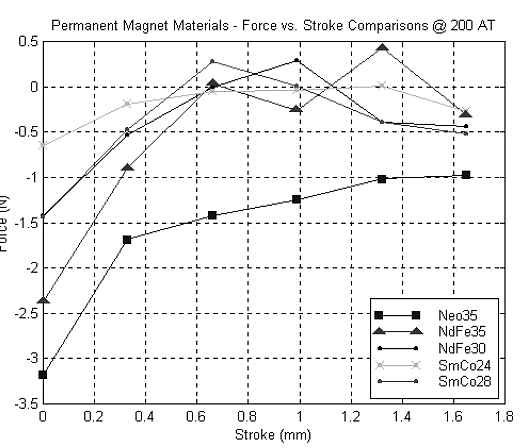 Permanent Magnet Materials - Force vs. Stroke Comparisons @ 200 AT
0.5
0
-0.5
-1
-1.5
-2
-2.5
-3
-3.5
Force (N)
0 0.2 0.4 0.6 0.8 1 1.2 1.4 1.6 1.8
Stroke (mm)
Neo35
NdFe35
NdFe30
SmCo24
SmCo28